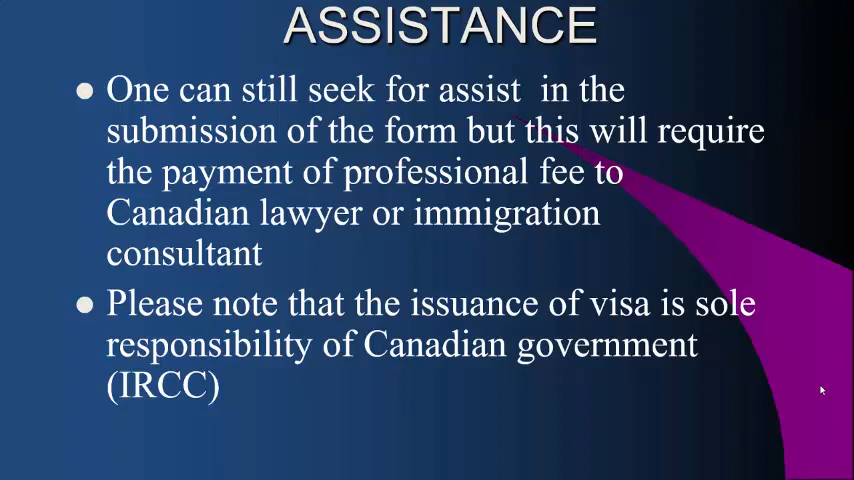 ASSISTANCE
One can still seek for assist  in the
submission of the form but this will require
the payment of professional fee to
Canadian lawyer or immigration
consultant
Please note that the issuance of visa is sole
responsibility of Canadian government
(IRCC)